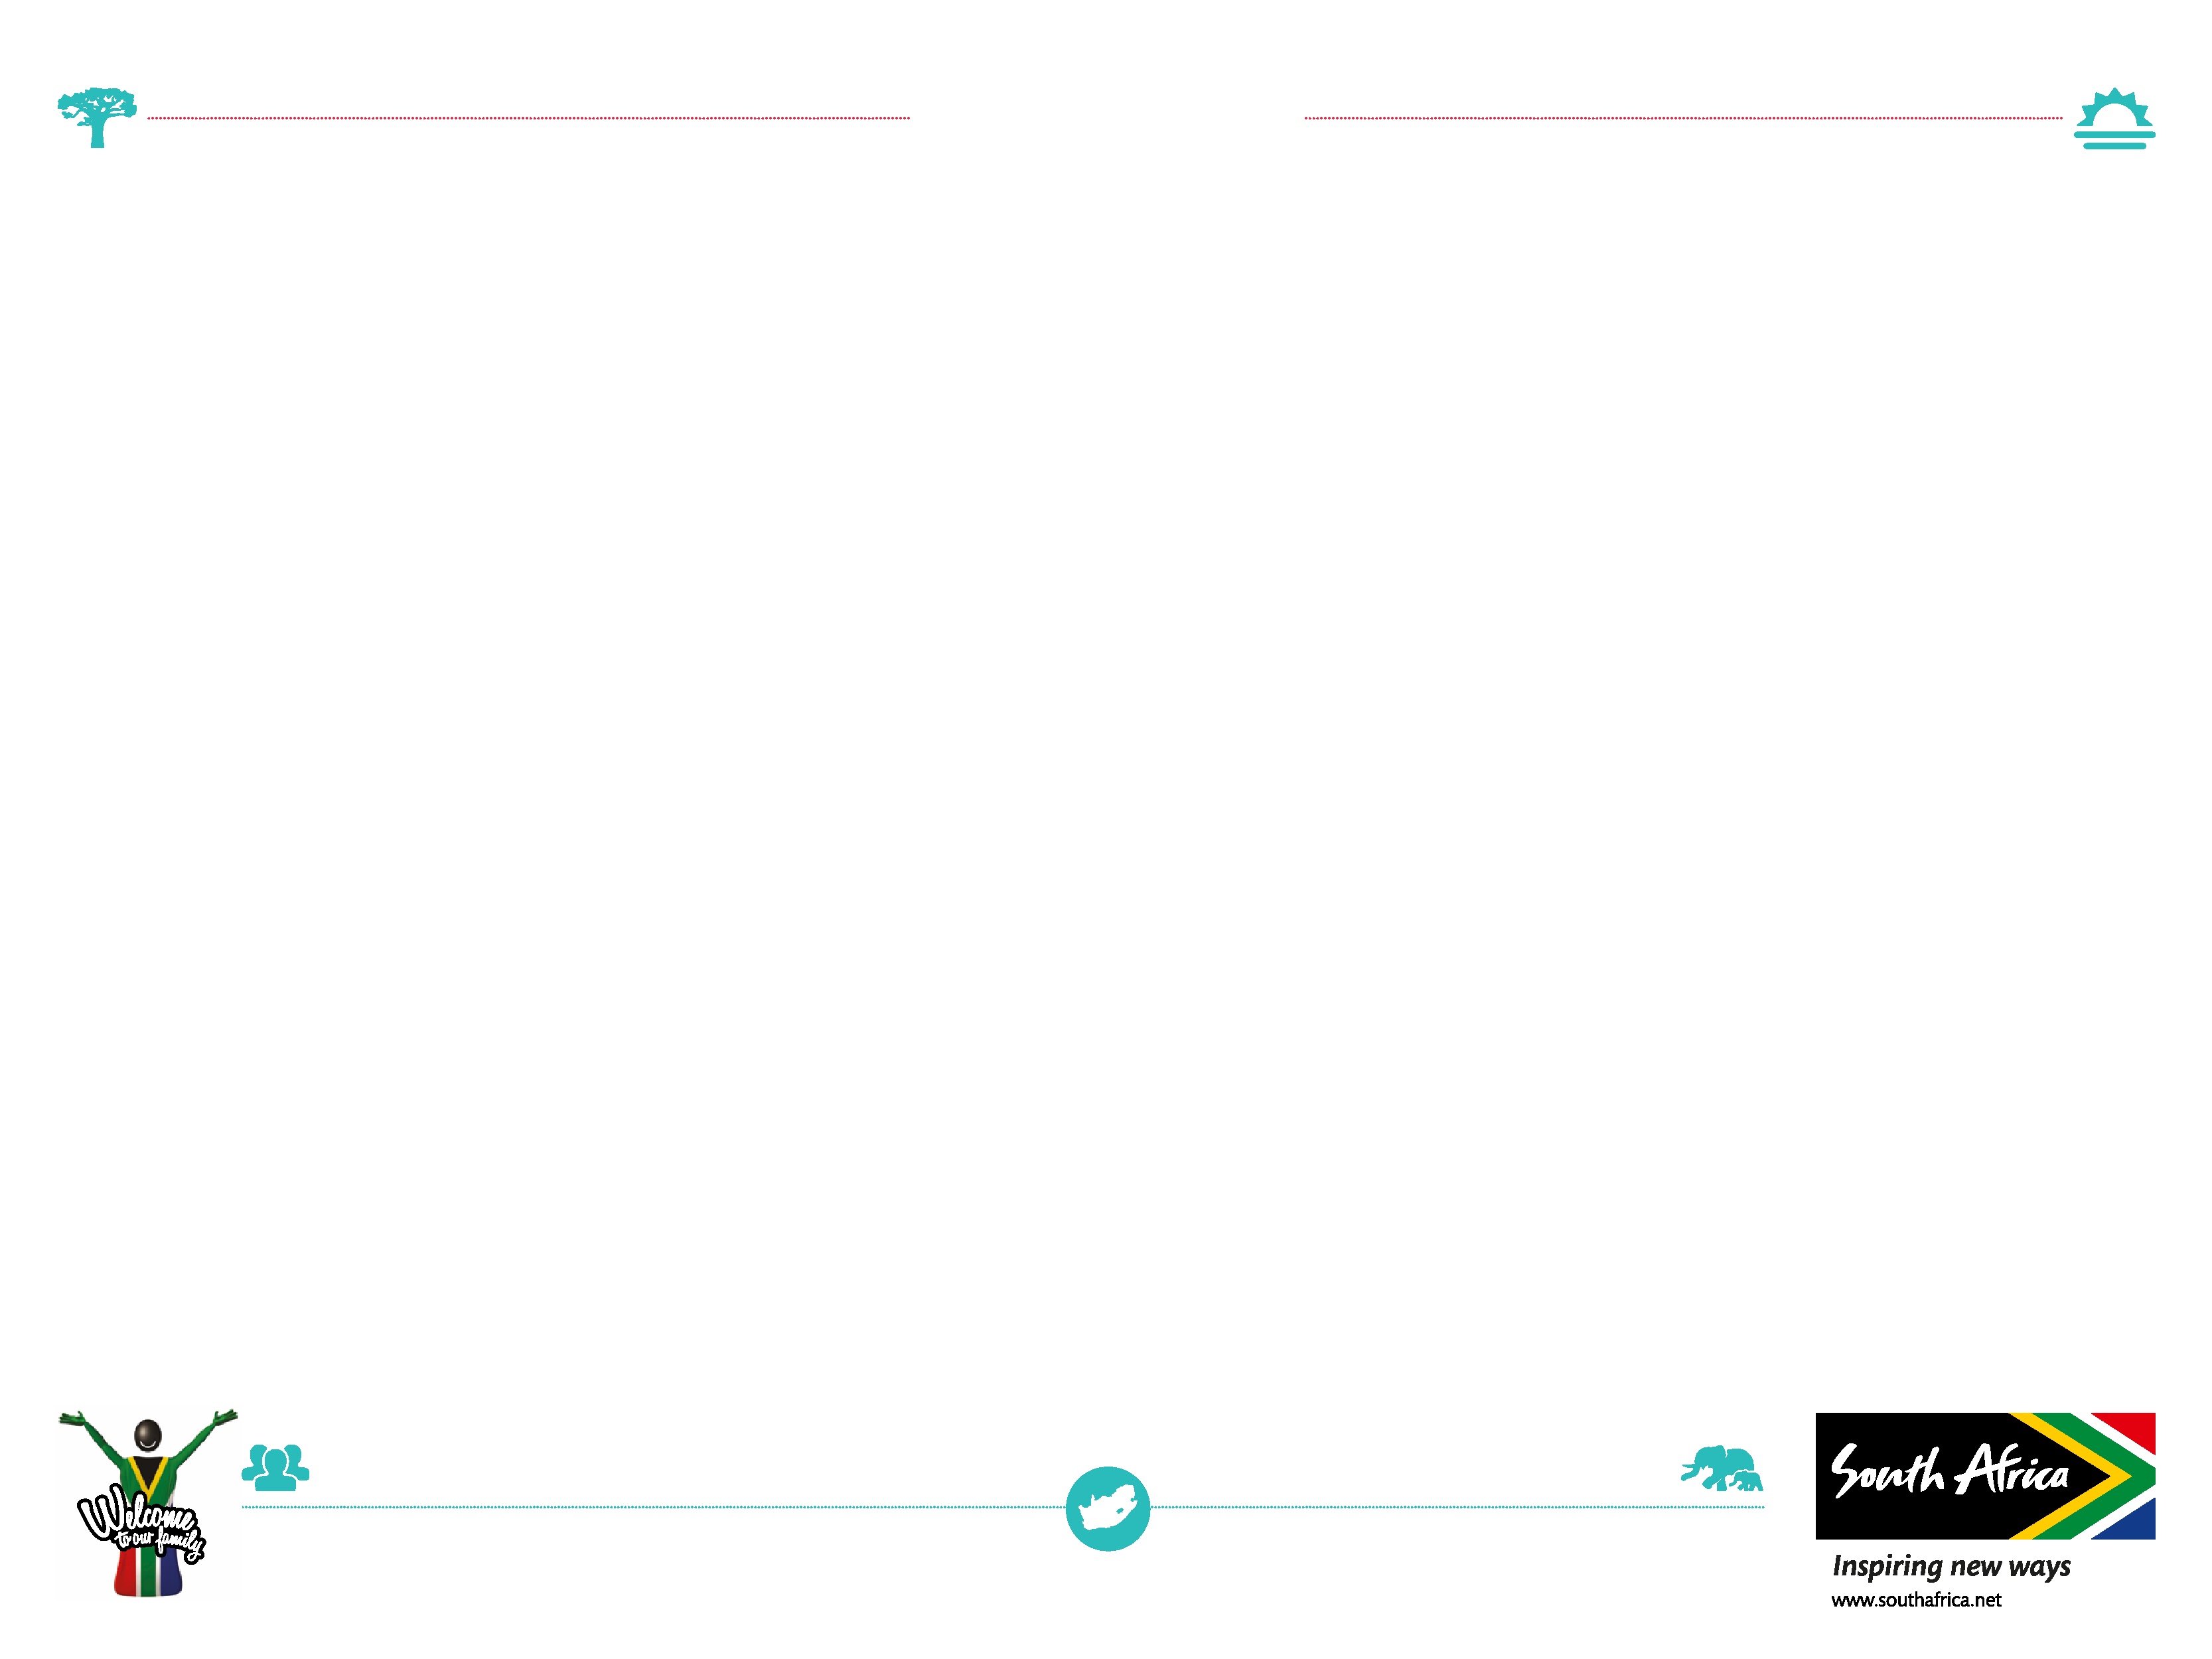 Welcome
to our family
South Africa
Inspiring new ways
www.southafrica.net